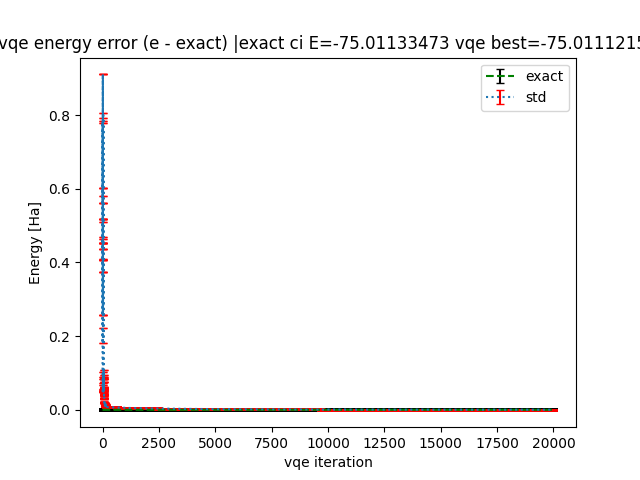 vqe energy error (e - exact) |exact ci E=-75.01133473 vqe best=-75.0111215
exact
std
Energy [Ha]
0.8
0.6
0.4
0.2
0.0
0 2500 5000 7500 10000 12500 15000 17500 20000
vqe iteration